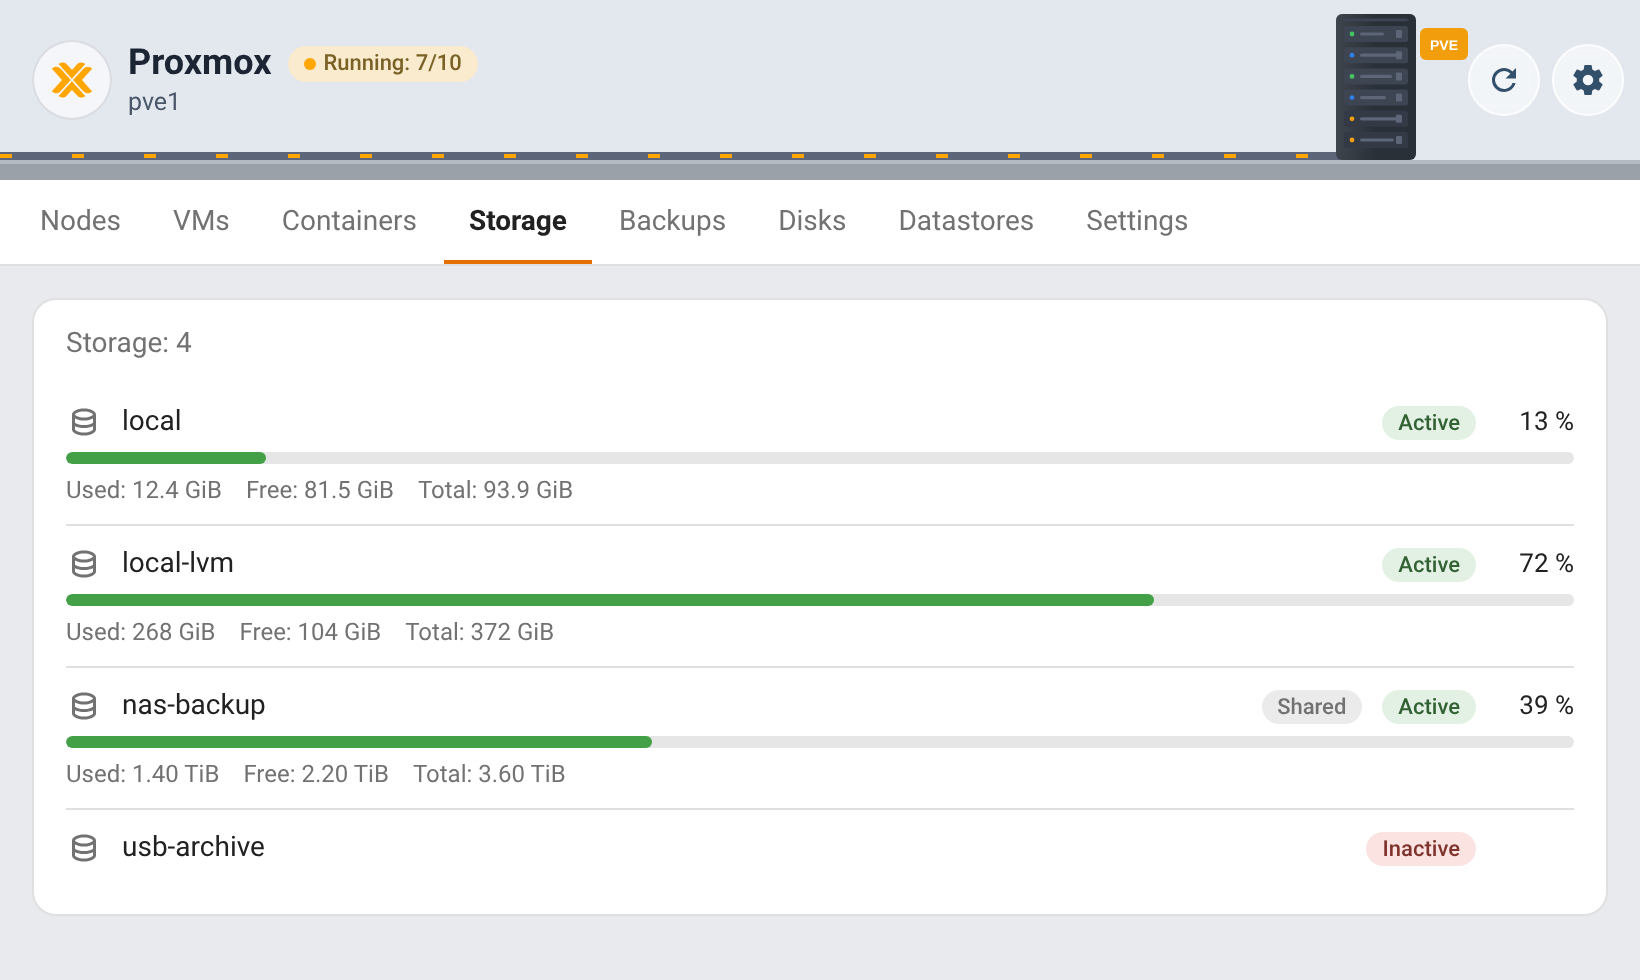 Proxmox
Running: 7/10
pve1
PVE
Nodes VMs Containers Storage Backups Disks Datastores Settings
Storage: 4
local Active 13 %
Used: 12.4 GiB Free: 81.5 GiB Total: 93.9 GiB
local-lvm Active 72 %
Used: 268 GiB Free: 104 GiB Total: 372 GiB
nas-backup Shared Active 39 %
Used: 1.40 TiB Free: 2.20 TiB Total: 3.60 TiB
usb-archive Inactive